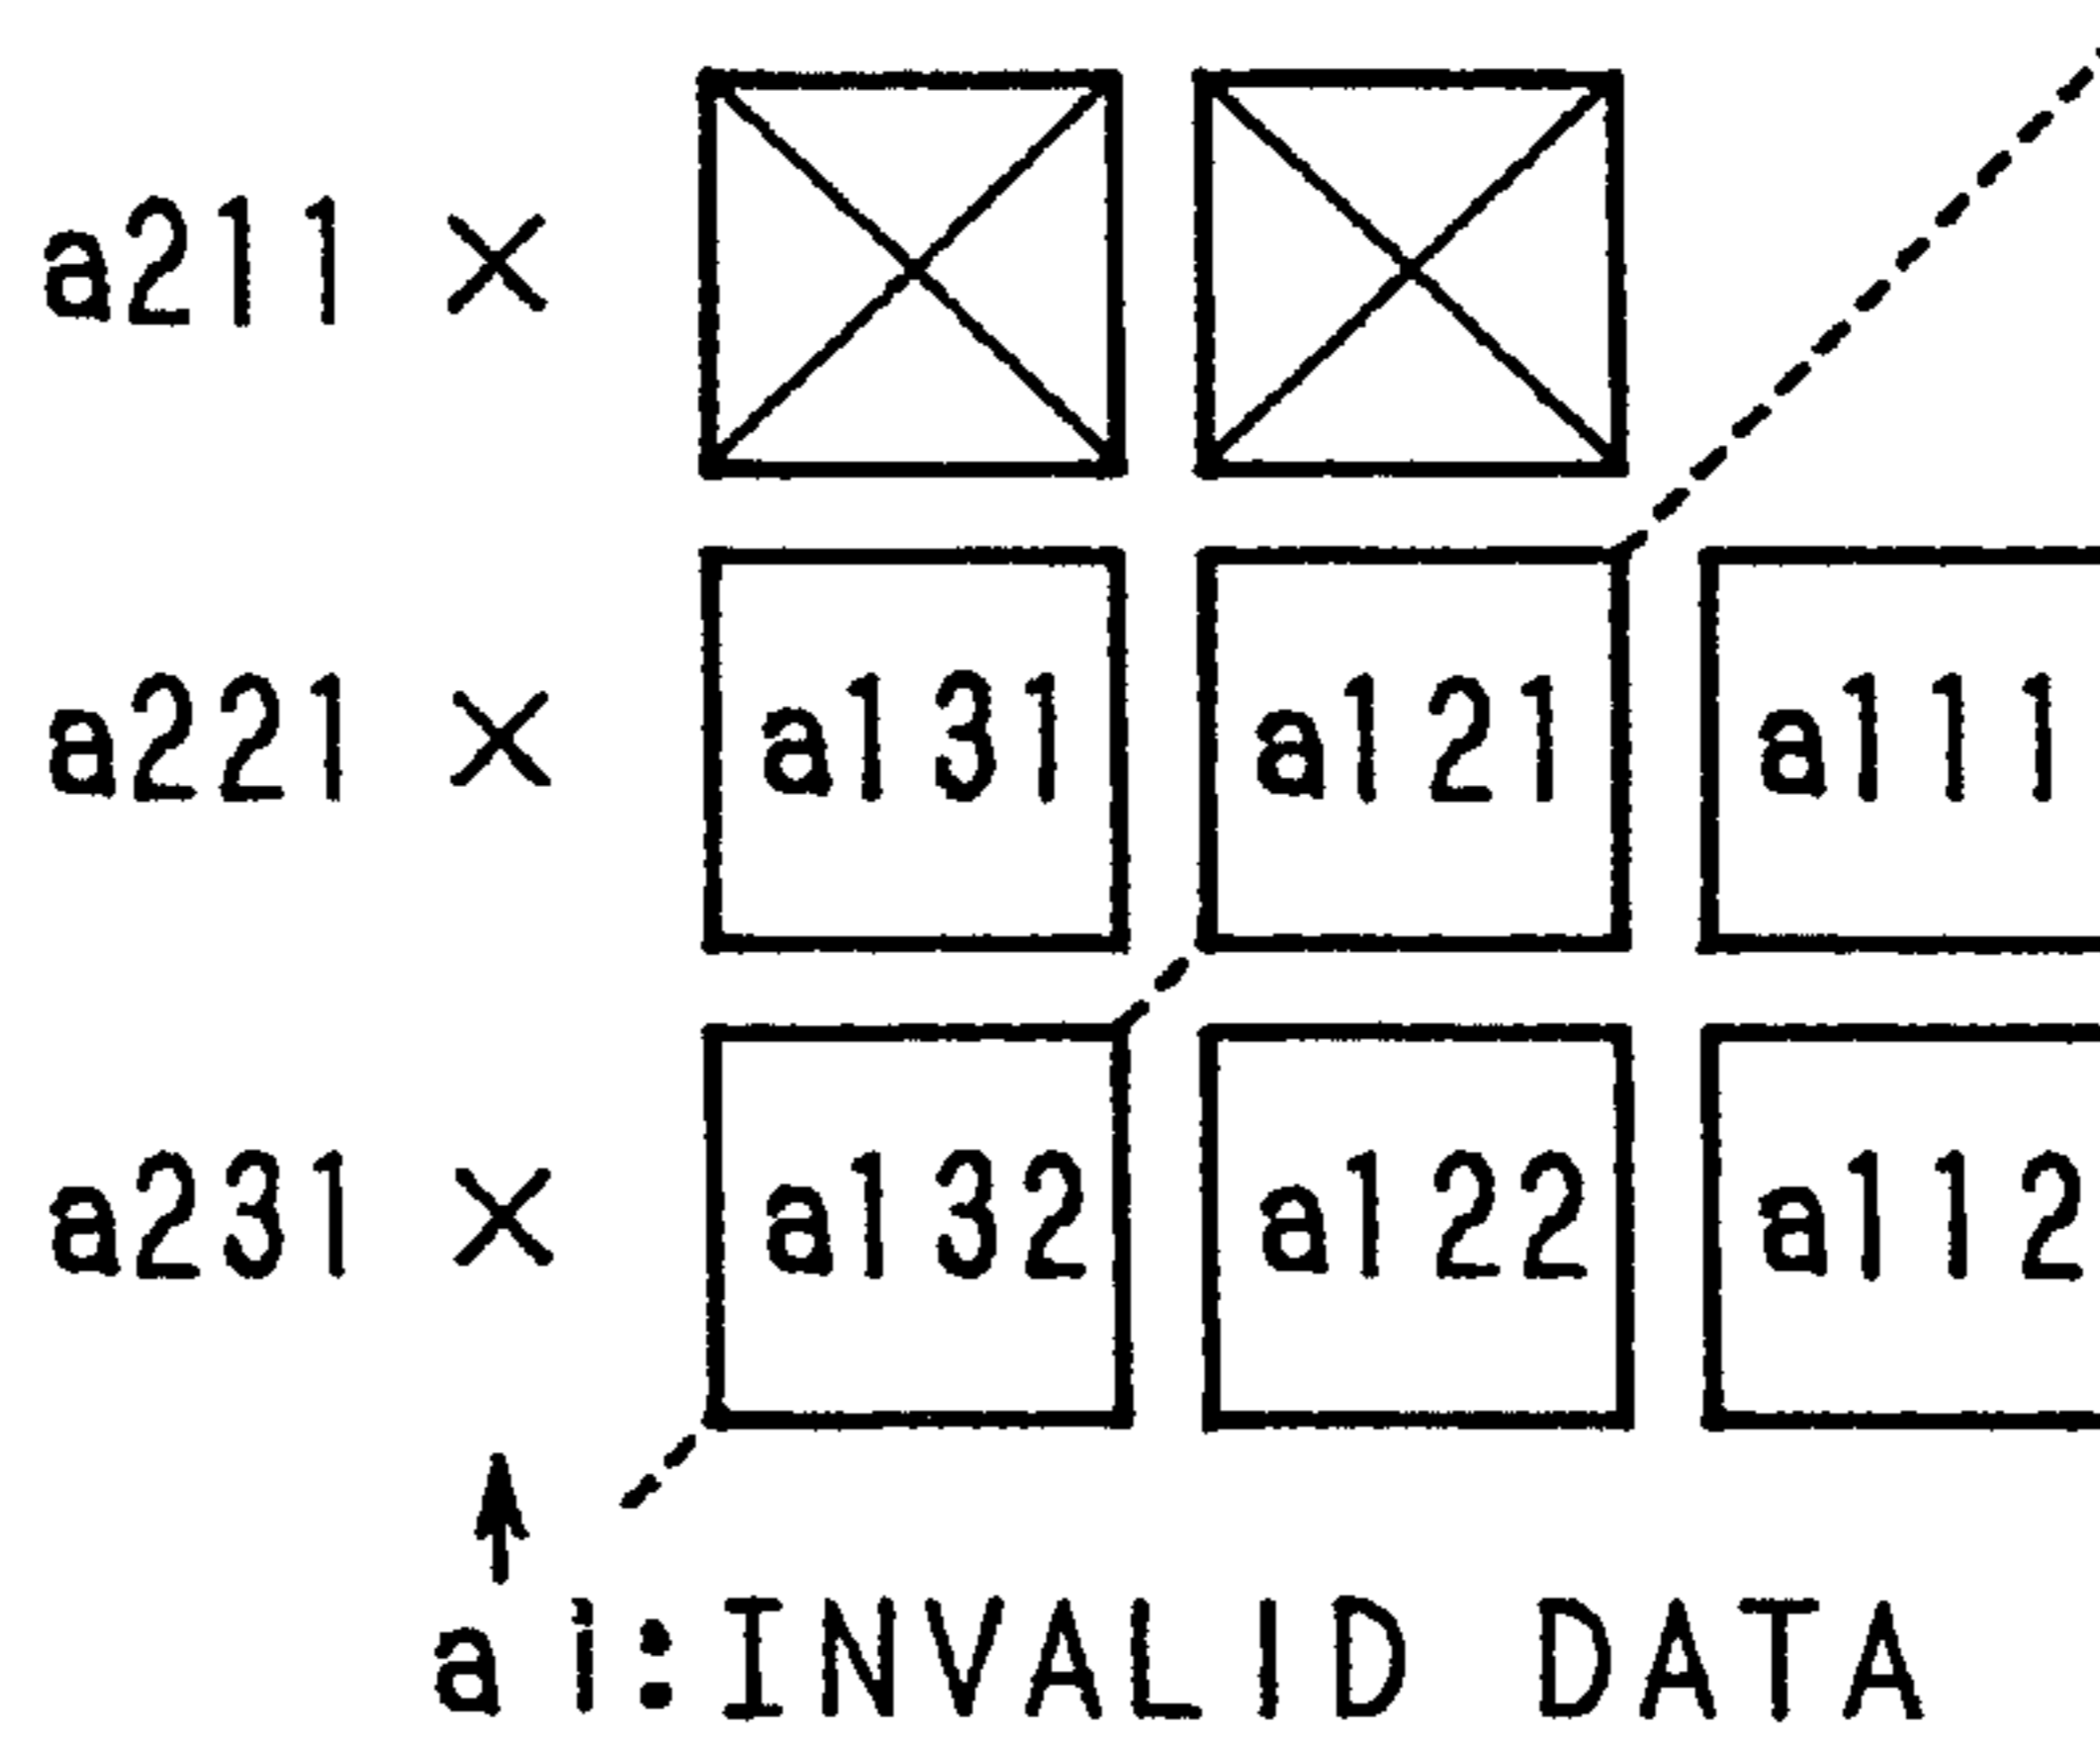 a211 ×
a221 × a131 a121 a111
a231 × a132 a122 a112
ai:INVALID DATA